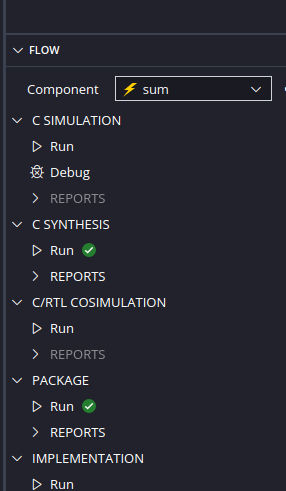 FLOW
Component sum
C SIMULATION
Run
Debug
REPORTS
C SYNTHESIS
Run
REPORTS
C/RTL COSIMULATION
Run
REPORTS
PACKAGE
Run
REPORTS
IMPLEMENTATION
Run